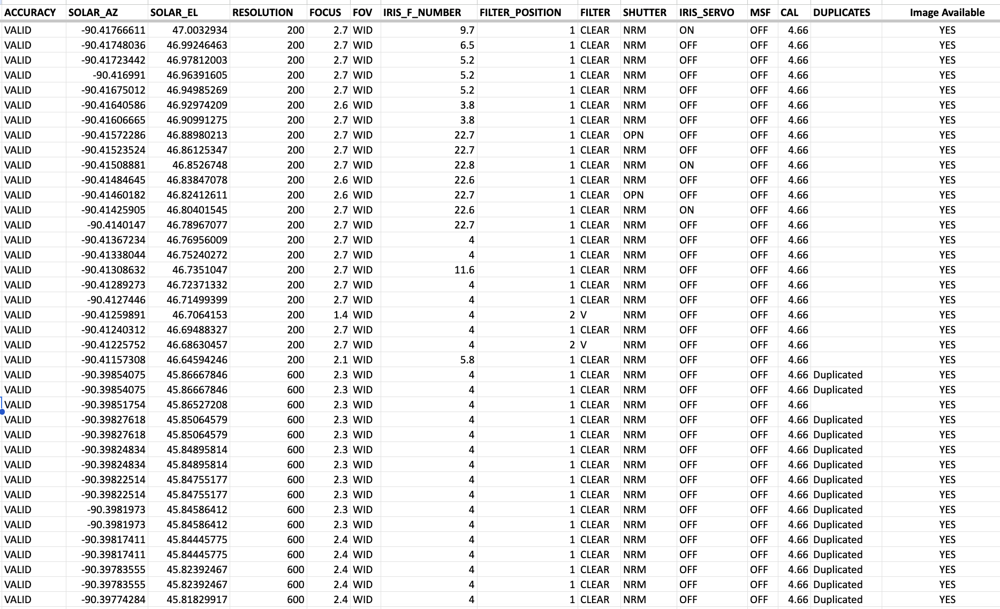 ACCURACY SOLAR_AZ SOLAR_EL RESOLUTION FOCUS FOV IRIS_F_NUMBER FILTER_POSITION FILTER SHUTTER IRIS_SERVO MSF CAL DUPLICATES Image Available
VALID -90.41766611 47.0032934 200 2.7 WID 9.7 1 CLEAR NRM ON OFF 4.66 YES
VALID -90.41748036 46.99246463 200 2.7 WID 6.5 1 CLEAR NRM OFF OFF 4.66 YES
VALID -90.41723442 46.97812003 200 2.7 WID 5.2 1 CLEAR NRM OFF OFF 4.66 YES
VALID -90.416991 46.96391605 200 2.7 WID 5.2 1 CLEAR NRM OFF OFF 4.66 YES
VALID -90.41675012 46.94985269 200 2.7 WID 5.2 1 CLEAR NRM OFF OFF 4.66 YES
VALID -90.41640586 46.92974209 200 2.6 WID 3.8 1 CLEAR NRM OFF OFF 4.66 YES
VALID -90.41606665 46.90991275 200 2.7 WID 3.8 1 CLEAR NRM OFF OFF 4.66 YES
VALID -90.41572286 46.88980213 200 2.7 WID 22.7 1 CLEAR OPN OFF OFF 4.66 YES
VALID -90.41523524 46.86125347 200 2.7 WID 22.7 1 CLEAR NRM OFF OFF 4.66 YES
VALID -90.41508881 46.8526748 200 2.7 WID 22.8 1 CLEAR NRM ON OFF 4.66 YES
VALID -90.41484645 46.83847078 200 2.6 WID 22.6 1 CLEAR NRM OFF OFF 4.66 YES
VALID -90.41460182 46.82412611 200 2.6 WID 22.7 1 CLEAR OPN OFF OFF 4.66 YES
VALID -90.41425905 46.80401545 200 2.7 WID 22.6 1 CLEAR NRM ON OFF 4.66 YES
VALID -90.4140147 46.78967077 200 2.7 WID 22.7 1 CLEAR NRM OFF OFF 4.66 YES
VALID -90.41367234 46.76956009 200 2.7 WID 4 1 CLEAR NRM OFF OFF 4.66 YES
VALID -90.41338044 46.75240272 200 2.7 WID 4 1 CLEAR NRM OFF OFF 4.66 YES
VALID -90.41308632 46.7351047 200 2.7 WID 11.6 1 CLEAR NRM OFF OFF 4.66 YES
VALID -90.41289273 46.72371332 200 2.7 WID 4 1 CLEAR NRM OFF OFF 4.66 YES
VALID -90.4127446 46.71499399 200 2.7 WID 4 1 CLEAR NRM OFF OFF 4.66 YES
VALID -90.41259891 46.7064153 200 1.4 WID 4 2 V NRM OFF OFF 4.66 YES
VALID -90.41240312 46.69488327 200 2.7 WID 4 1 CLEAR NRM OFF OFF 4.66 YES
VALID -90.41225752 46.68630457 200 2.7 WID 4 2 V NRM OFF OFF 4.66 YES
VALID -90.41157308 46.64594246 200 2.1 WID 5.8 1 CLEAR NRM OFF OFF 4.66 YES
VALID -90.39854075 45.86667846 600 2.3 WID 4 1 CLEAR NRM OFF OFF 4.66 Duplicated YES
VALID -90.39854075 45.86667846 600 2.3 WID 4 1 CLEAR NRM OFF OFF 4.66 Duplicated YES
VALID -90.39851754 45.86527208 600 2.3 WID 4 1 CLEAR NRM OFF OFF 4.66 YES
VALID -90.39827618 45.85064579 600 2.3 WID 4 1 CLEAR NRM OFF OFF 4.66 Duplicated YES
VALID -90.39827618 45.85064579 600 2.3 WID 4 1 CLEAR NRM OFF OFF 4.66 Duplicated YES
VALID -90.39824834 45.84895814 600 2.3 WID 4 1 CLEAR NRM OFF OFF 4.66 Duplicated YES
VALID -90.39824834 45.84895814 600 2.3 WID 4 1 CLEAR NRM OFF OFF 4.66 Duplicated YES
VALID -90.39822514 45.84755177 600 2.3 WID 4 1 CLEAR NRM OFF OFF 4.66 Duplicated YES
VALID -90.39822514 45.84755177 600 2.3 WID 4 1 CLEAR NRM OFF OFF 4.66 Duplicated YES
VALID -90.3981973 45.84586412 600 2.3 WID 4 1 CLEAR NRM OFF OFF 4.66 Duplicated YES
VALID -90.3981973 45.84586412 600 2.3 WID 4 1 CLEAR NRM OFF OFF 4.66 Duplicated YES
VALID -90.39817411 45.84445775 600 2.4 WID 4 1 CLEAR NRM OFF OFF 4.66 Duplicated YES
VALID -90.39817411 45.84445775 600 2.4 WID 4 1 CLEAR NRM OFF OFF 4.66 Duplicated YES
VALID -90.39783555 45.82392467 600 2.4 WID 4 1 CLEAR NRM OFF OFF 4.66 Duplicated YES
VALID -90.39783555 45.82392467 600 2.4 WID 4 1 CLEAR NRM OFF OFF 4.66 Duplicated YES
VALID -90.39774284 45.81829917 600 2.4 WID 4 1 CLEAR NRM OFF OFF 4.66 Duplicated YES